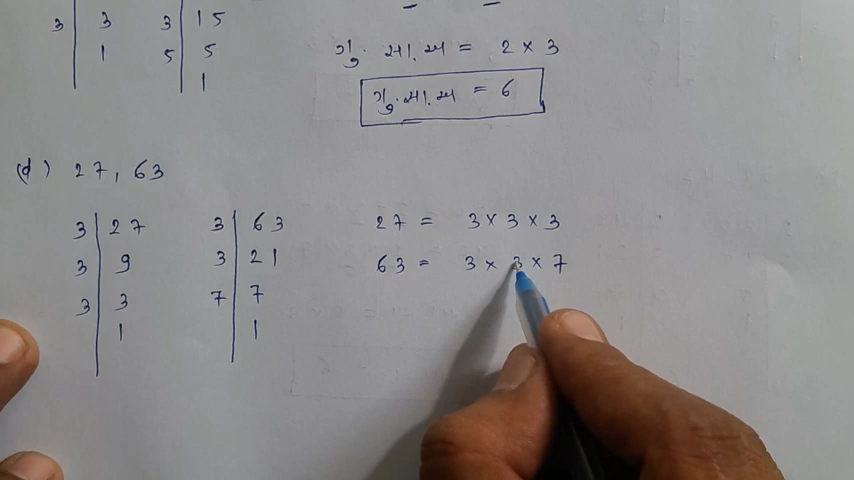 3 | 3    3 | 15
1    5 | 5
1
ગુ. સા. અ = 2 × 3
ગુ. સા. અ = 6
(d) 27, 63
3 | 27    3 | 63    27 = 3 × 3 × 3
3 | 9    3 | 21    63 = 3 × 3 × 7
3 | 3    7 | 7
1    1